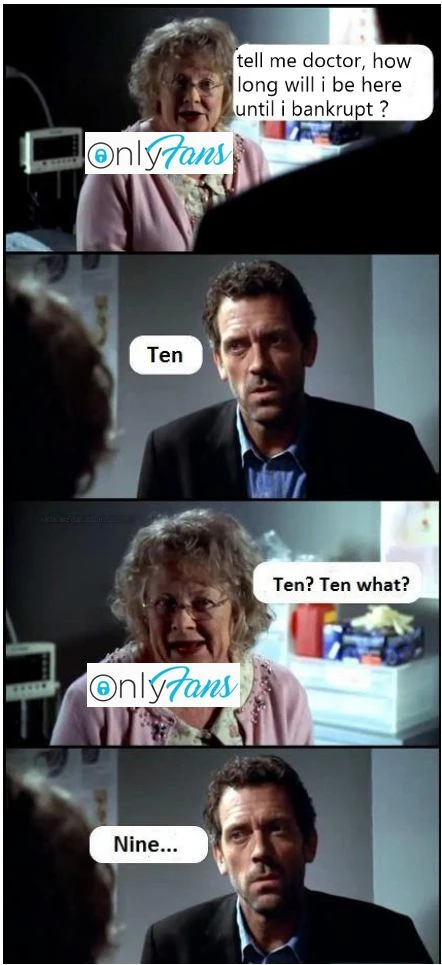 tell me doctor, how
long will i be here
until i bankrupt ?
OnlyFans
Ten
Ten? Ten what?
OnlyFans
Nine...